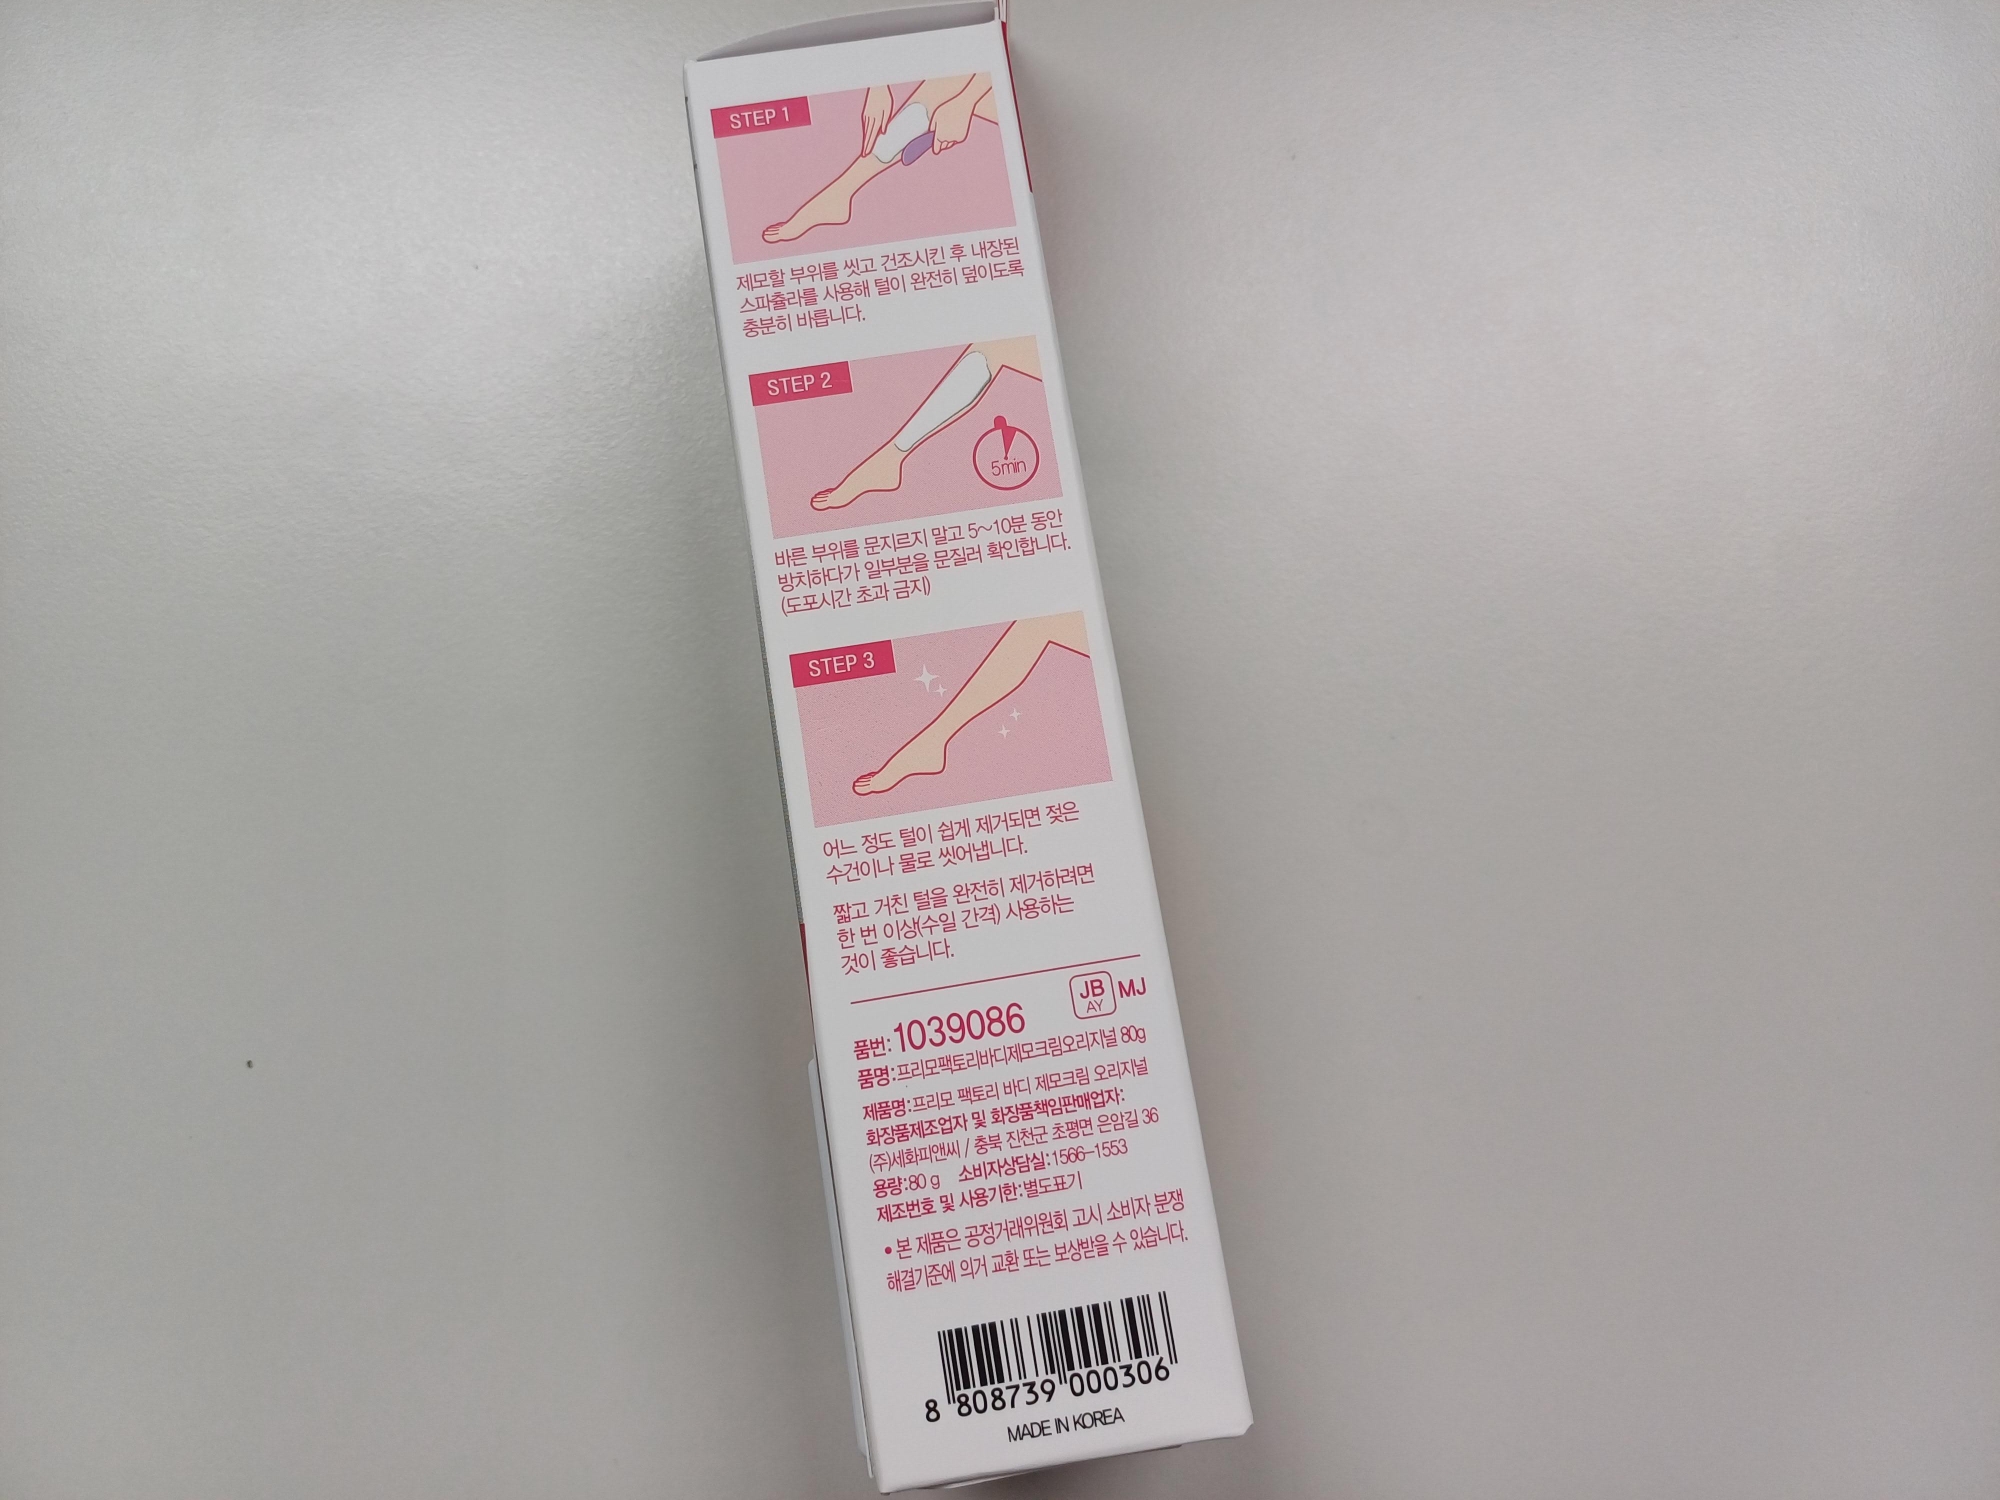 STEP 1
제모할 부위를 씻고 건조시킨 후 내장된
스파츌라를 사용해 털이 완전히 덮이도록
충분히 바릅니다.
STEP 2
5min
바른 부위를 문지르지 말고 5~10분 동안
방치하다가 일부분을 문질러 확인합니다.
(도포시간 초과 금지)
STEP 3
어느 정도 털이 쉽게 제거되면 젖은
수건이나 물로 씻어냅니다.
짧고 거친 털을 완전히 제거하려면
한 번 이상(수일 간격) 사용하는
것이 좋습니다.
JB
AY
MJ
품번:1039086
품명:프리모팩토리바디제모크림오리지널 80g
제품명:프리모 팩토리 바디 제모크림 오리지널
화장품제조업자 및 화장품책임판매업자:
(주)세화피앤씨 / 충북 진천군 초평면 은암길 36
용량:80 g 소비자상담실:1566-1553
제조번호 및 사용기한:별도표기
• 본 제품은 공정거래위원회 고시 소비자 분쟁
해결기준에 의거 교환 또는 보상받을 수 있습니다.
8 808739 000306
MADE IN KOREA